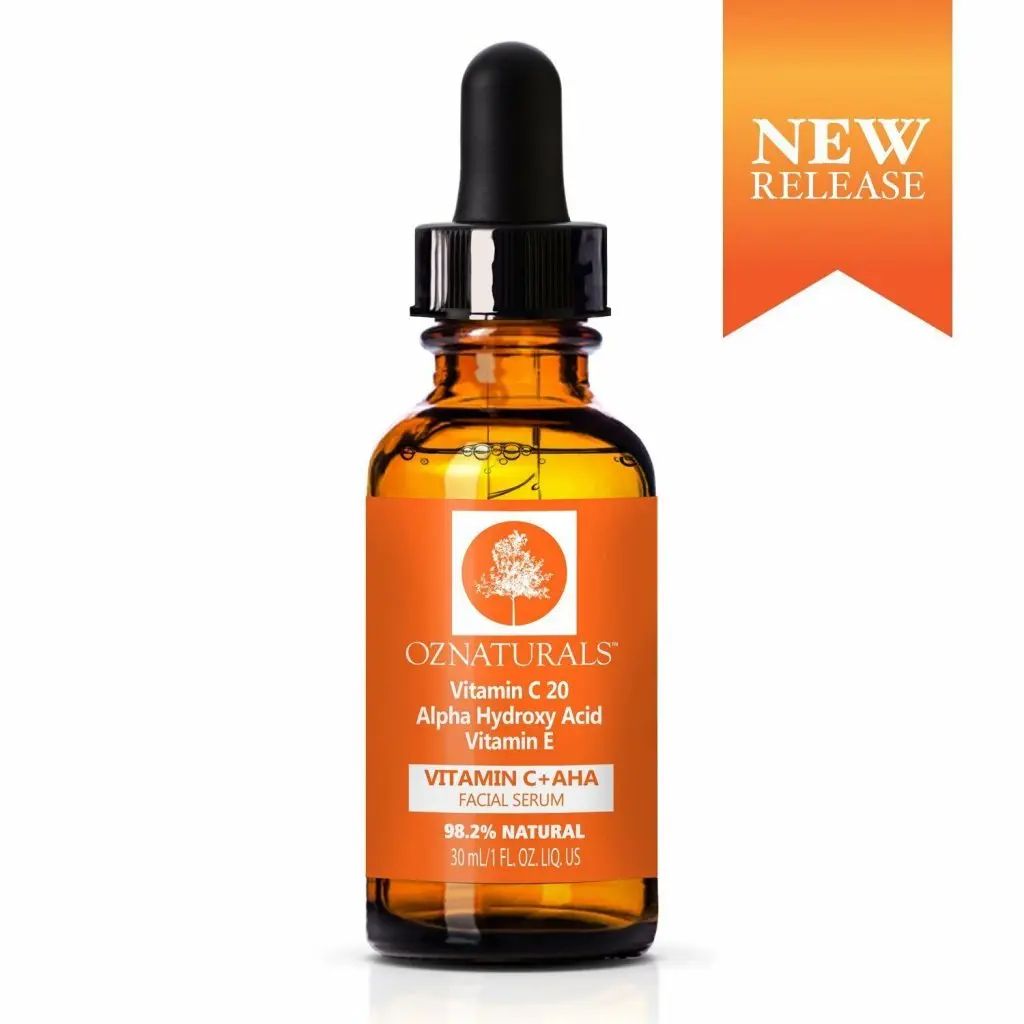 NEW
RELEASE
OZNATURALS™
Vitamin C 20
Alpha Hydroxy Acid
Vitamin E
VITAMIN C+AHA
FACIAL SERUM
98.2% NATURAL
30 mL/1 FL. OZ. LIQ. US